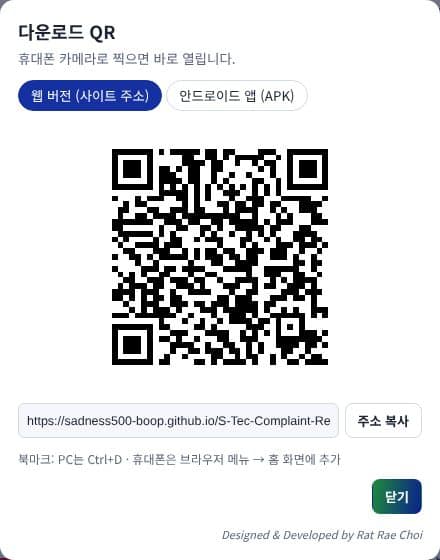 다운로드 QR
휴대폰 카메라로 찍으면 바로 열립니다.
웹 버전 (사이트 주소) 안드로이드 앱 (APK)
https://sadness500-boop.github.io/S-Tec-Complaint-Re 주소 복사
북마크: PC는 Ctrl+D · 휴대폰은 브라우저 메뉴 → 홈 화면에 추가
닫기
Designed & Developed by Rat Rae Choi